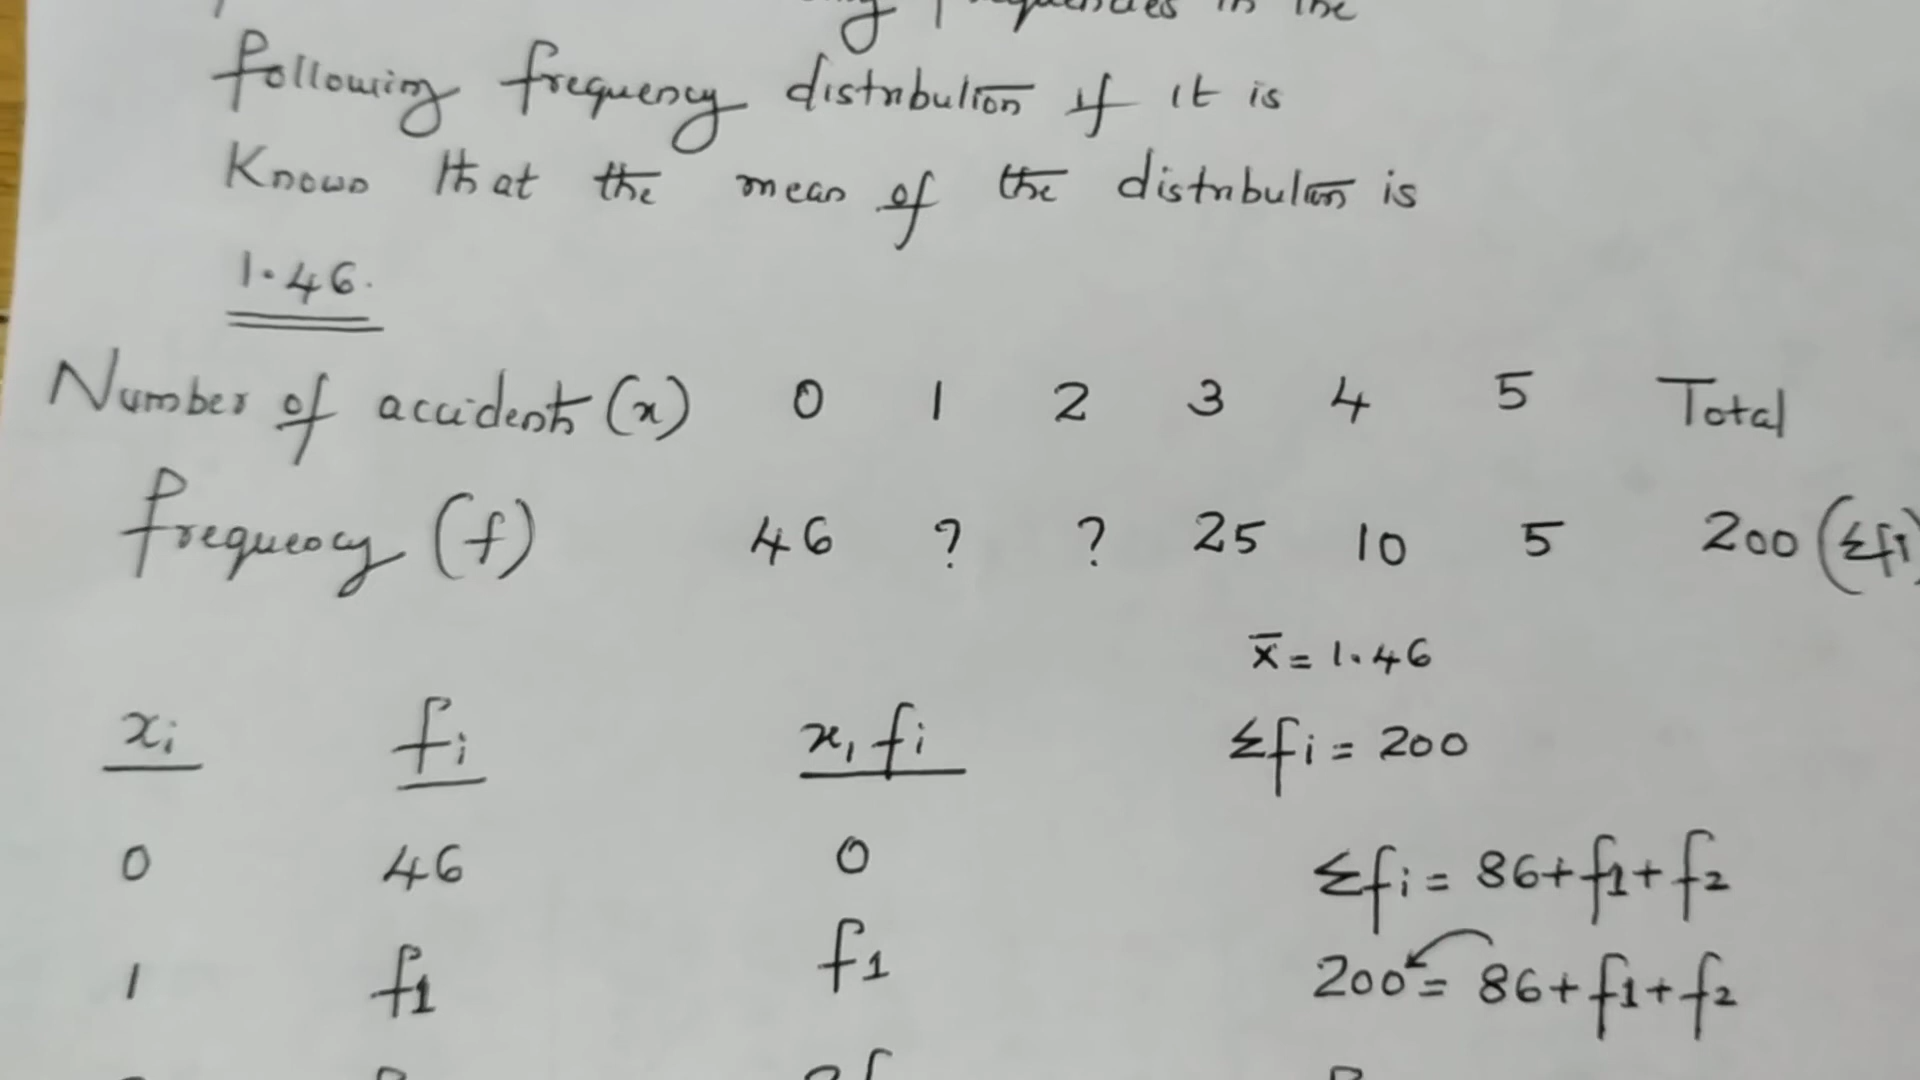 in the
following frequency distribution if it is
Known that the mean of the distribution is
1.46.
Number of accidents (x) 0 1 2 3 4 5 Total
frequency (f) 46 ? ? 25 10 5 200 (Σfi)
x̄ = 1.46
xi fi xi fi Σfi = 200
0 46 0 Σfi = 86+f1+f2
1 f1 f1 200 = 86+f1+f2